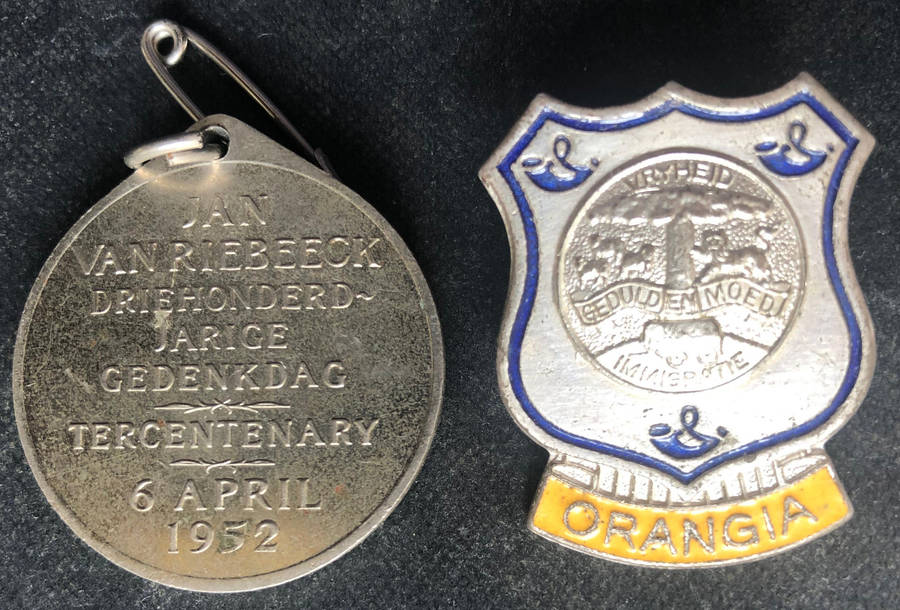 JAN
VAN RIEBEECK
DRIEHONDERD~
JARIGE
GEDENKDAG
TERCENTENARY
6 APRIL
1952
VRYHEID
GEDULD EN MOED
IMMIGRATIE
ORANGIA